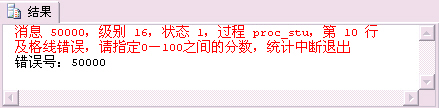 结果
消息 50000，级别 16，状态 1，过程 proc_stu，第 10 行
及格线错误，请指定0－100之间的分数，统计中断退出
错误号：50000